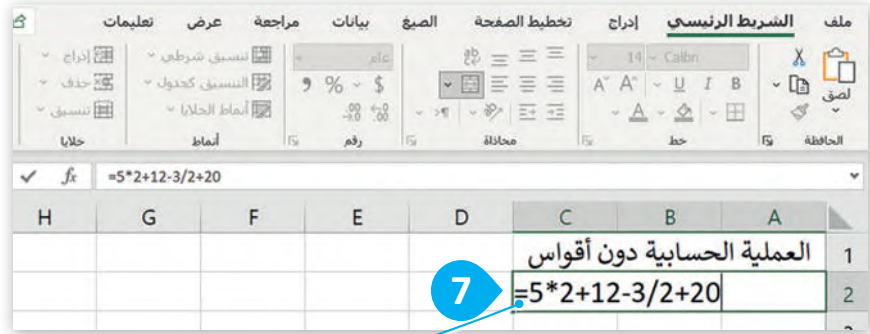 ملف الشريط الرئيسي إدراج تخطيط الصفحة الصيغ بيانات مراجعة عرض تعليمات
لصق
Calibri 14
B I U
A^ A˅
A
ab
عام
$ % ,
تنسيق شرطي
التنسيق كجدول
أنماط الخلايا
إدراج
حذف
تنسيق
الحافظة خط محاذاة رقم أنماط خلايا
fx =5*2+12-3/2+20
A B C D E F G H
1 العملية الحسابية دون أقواس
2 =5*2+12-3/2+20
7